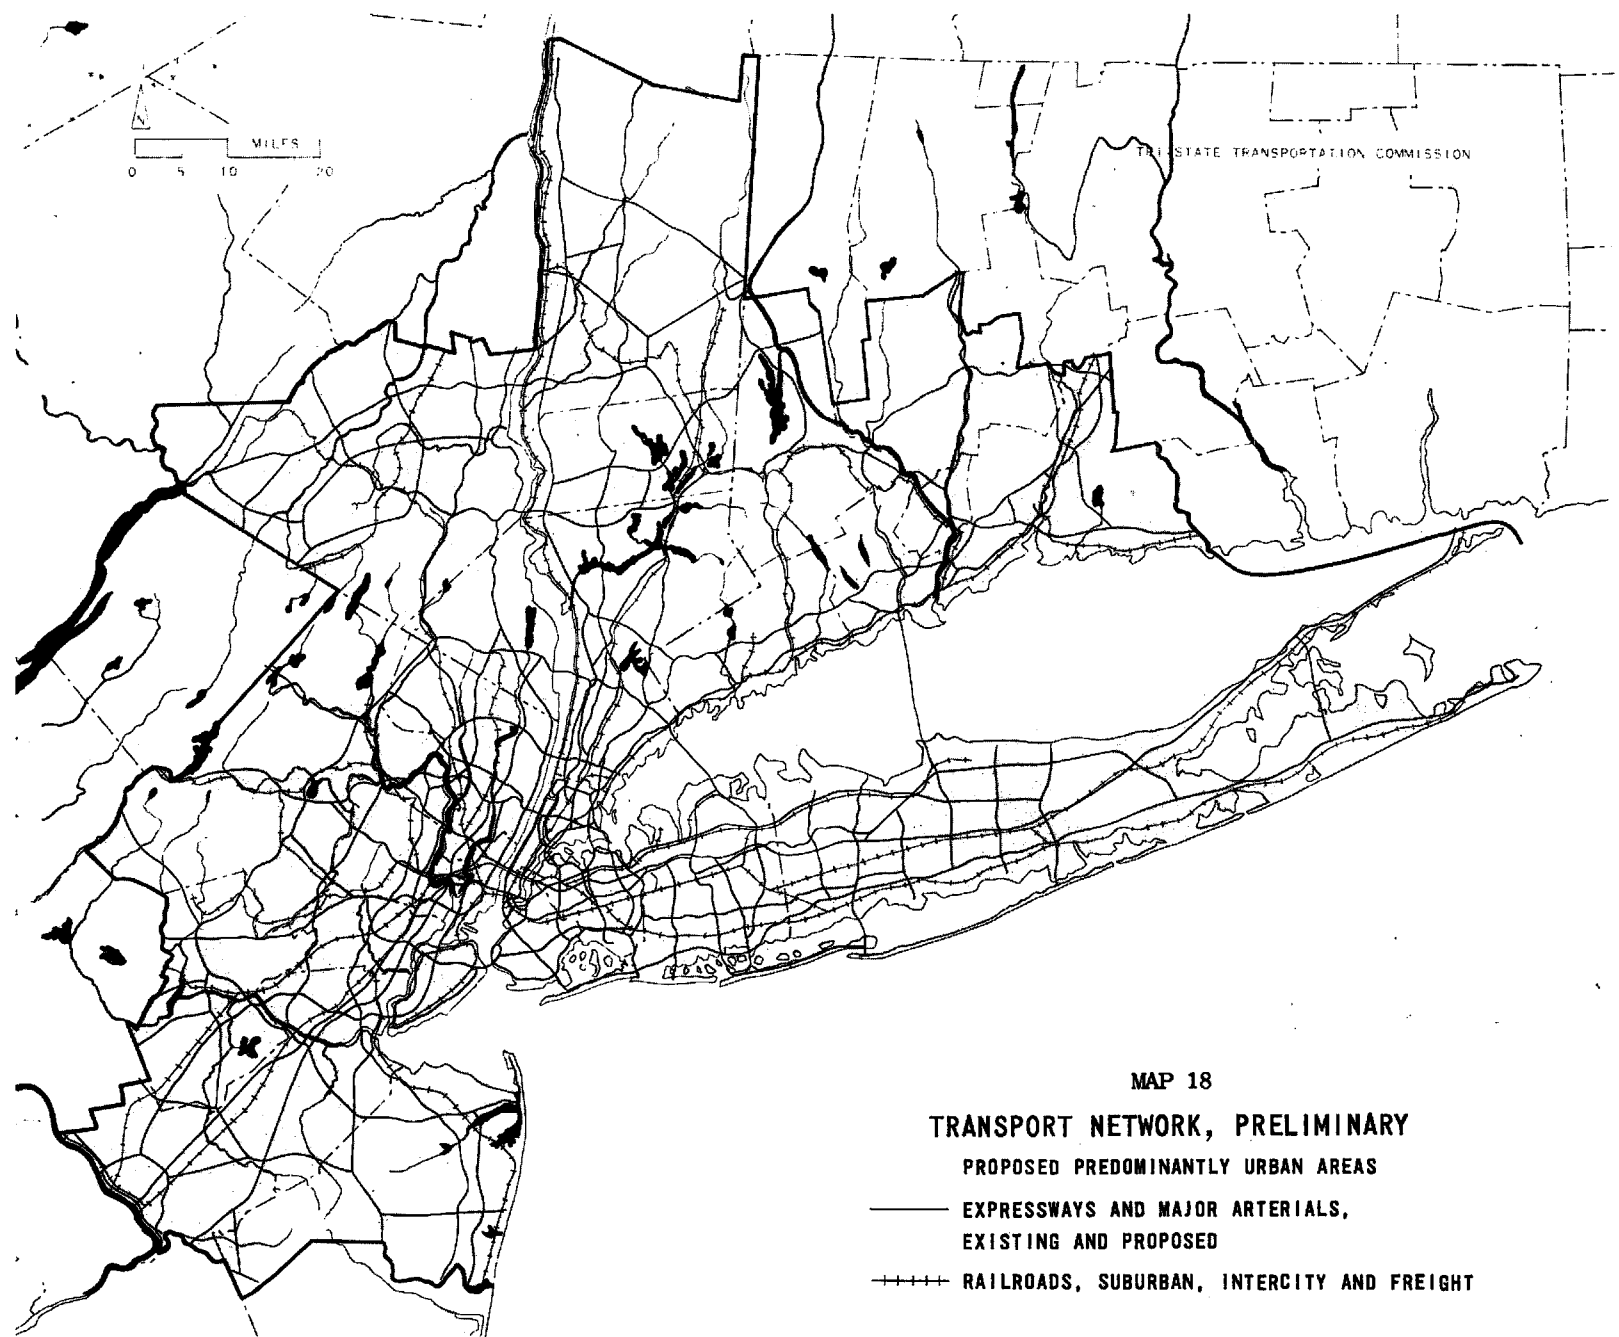 N
MILES
0 5 10 20
TRI-STATE TRANSPORTATION COMMISSION
MAP 18
TRANSPORT NETWORK, PRELIMINARY
PROPOSED PREDOMINANTLY URBAN AREAS
EXPRESSWAYS AND MAJOR ARTERIALS,
EXISTING AND PROPOSED
RAILROADS, SUBURBAN, INTERCITY AND FREIGHT